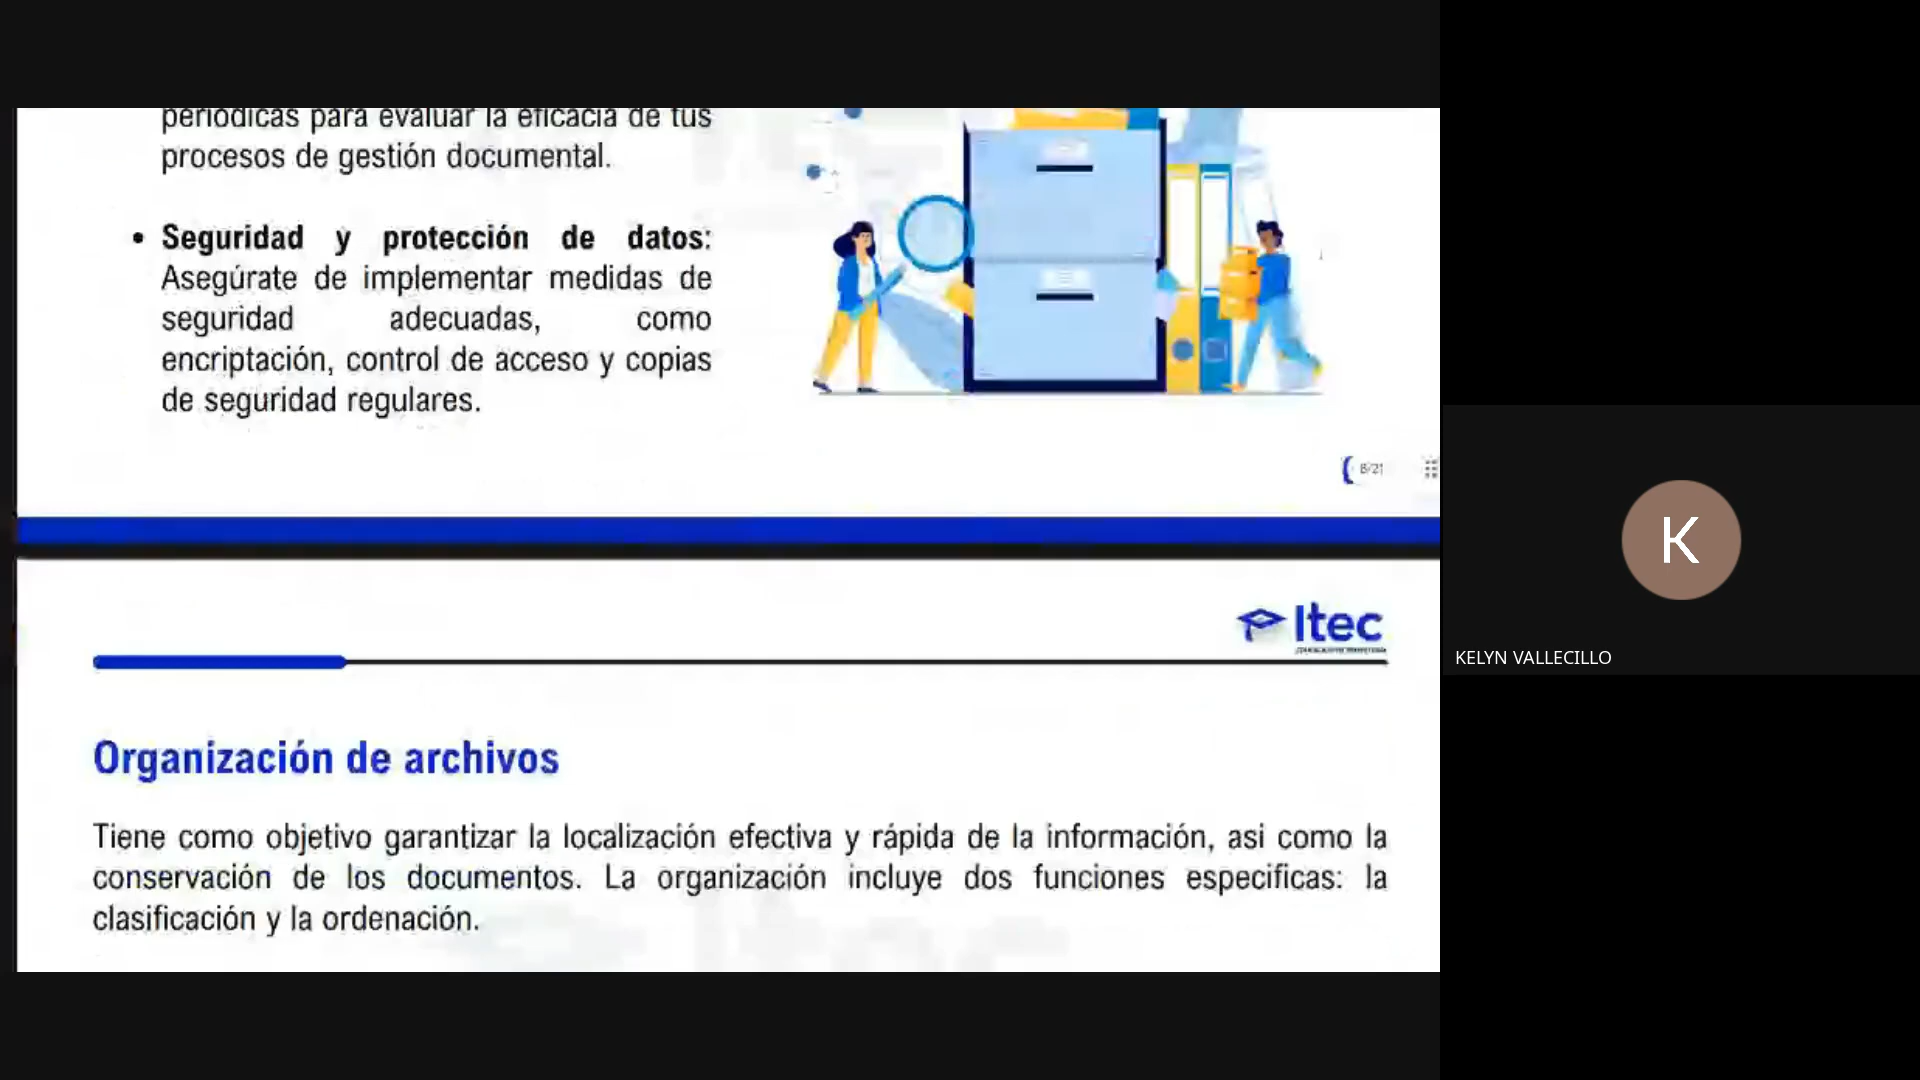 periódicas para evaluar la eficacia de tus
procesos de gestión documental.
• Seguridad y protección de datos:
Asegúrate de implementar medidas de
seguridad adecuadas, como
encriptación, control de acceso y copias
de seguridad regulares.
8/21
Itec
Organización de archivos
Tiene como objetivo garantizar la localización efectiva y rápida de la información, asi como la
conservación de los documentos. La organización incluye dos funciones especificas: la
clasificación y la ordenación.
K
KELYN VALLECILLO